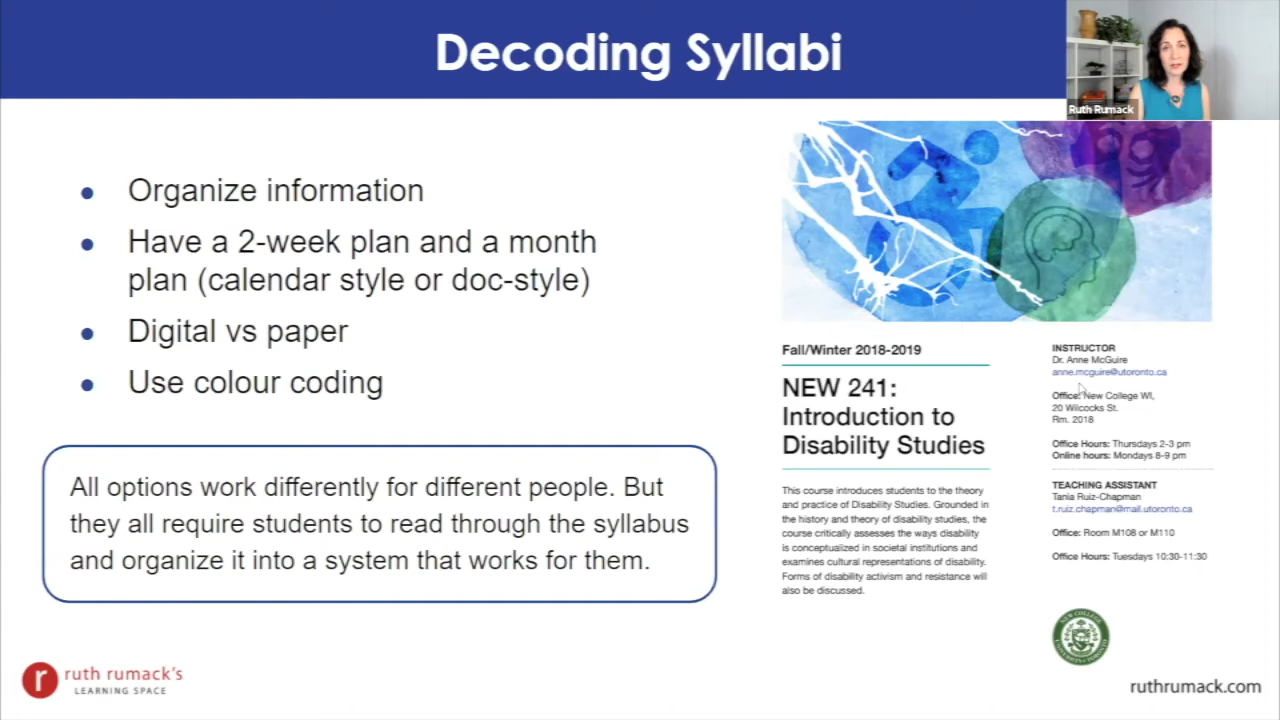 Decoding Syllabi
Ruth Rumack
Organize information
Have a 2-week plan and a month
plan (calendar style or doc-style)
Digital vs paper
Use colour coding
All options work differently for different people. But
they all require students to read through the syllabus
and organize it into a system that works for them.
Fall/Winter 2018-2019
NEW 241:
Introduction to
Disability Studies
This course introduces students to the theory
and practice of Disability Studies. Grounded in
the history and theory of disability studies, the
course critically assesses the ways disability
is conceptualized in societal institutions and
examines cultural representations of disability.
Forms of disability activism and resistance will
also be discussed.
INSTRUCTOR
Dr. Anne McGuire
anne.mcguire@utoronto.ca
Office: New College WI,
20 Wilcocks St.
Rm. 2018
Office Hours: Thursdays 2-3 pm
Online hours: Mondays 8-9 pm
TEACHING ASSISTANT
Tania Ruiz-Chapman
t.ruiz.chapman@mail.utoronto.ca
Office: Room M108 or M110
Office Hours: Tuesdays 10:30-11:30
NEW COLLEGE
UNIVERSITY OF TORONTO
r
ruth rumack's
LEARNING SPACE
ruthrumack.com